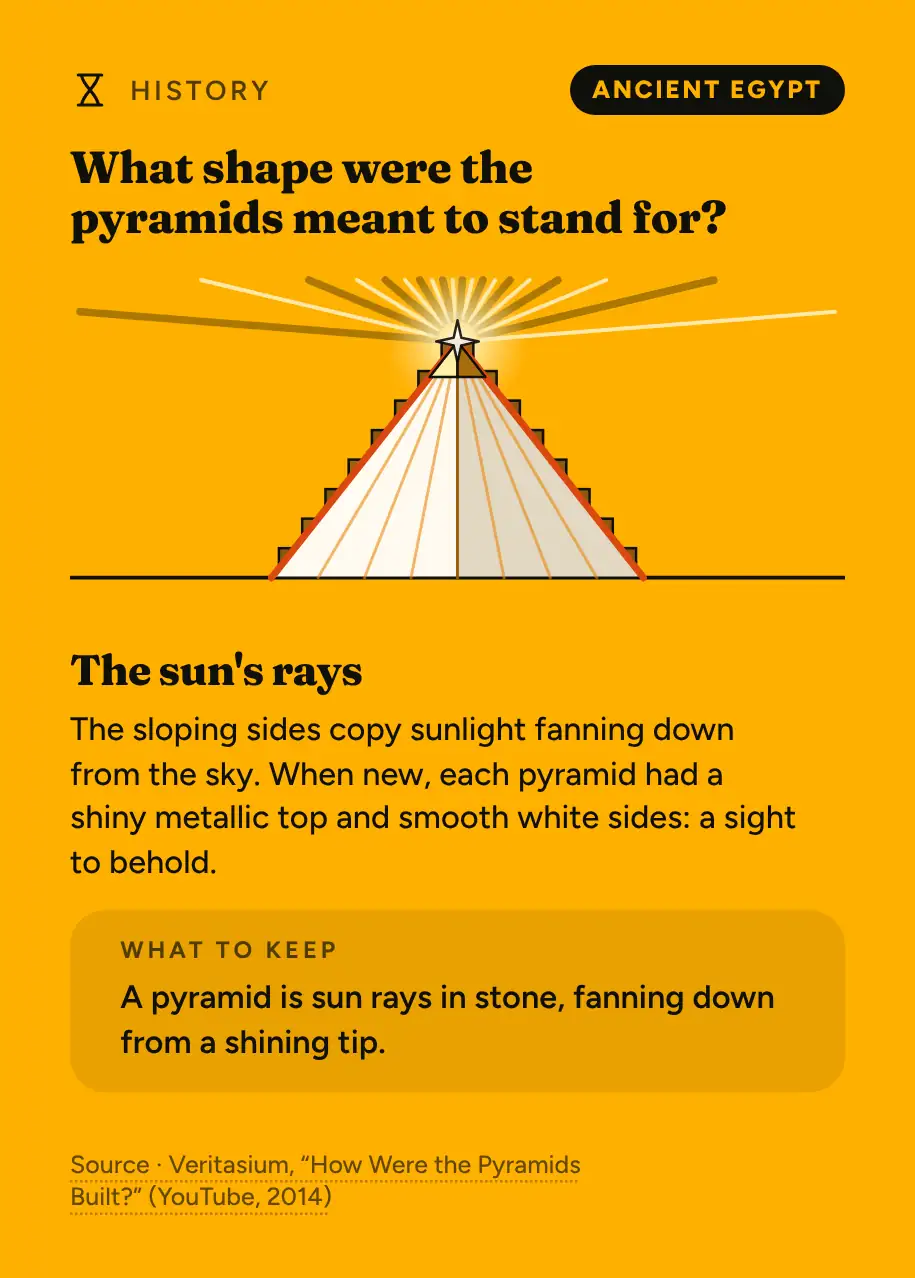 HISTORY
ANCIENT EGYPT
What shape were the
pyramids meant to stand for?
The sun's rays
The sloping sides copy sunlight fanning down
from the sky. When new, each pyramid had a
shiny metallic top and smooth white sides: a sight
to behold.
WHAT TO KEEP
A pyramid is sun rays in stone, fanning down
from a shining tip.
Source · Veritasium, “How Were the Pyramids
Built?” (YouTube, 2014)